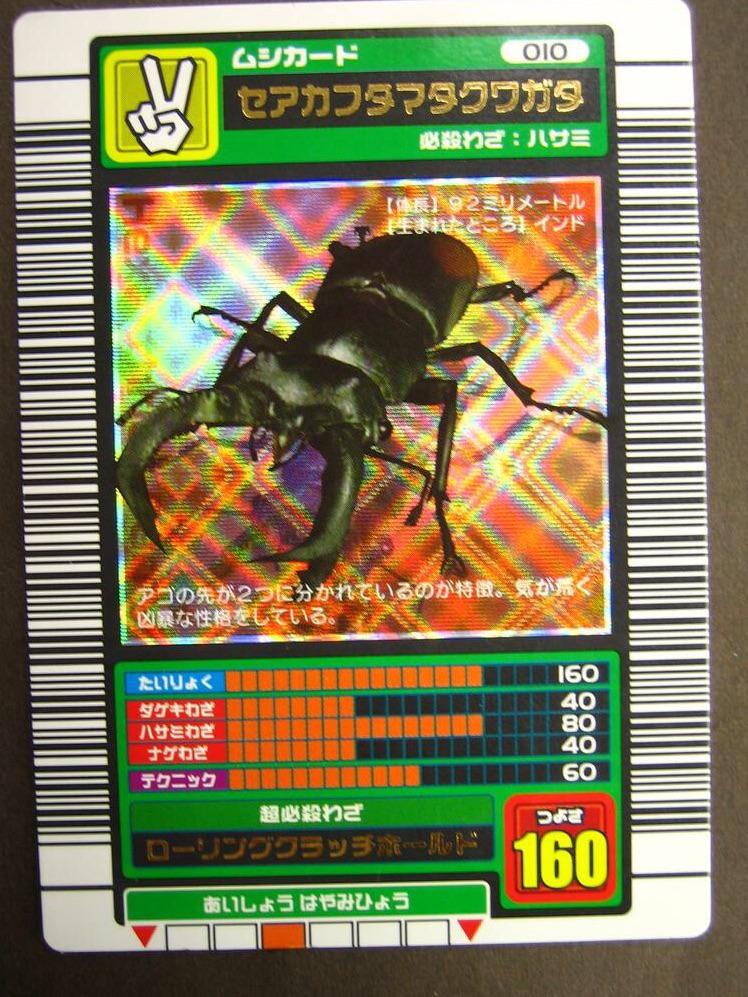 ムシカード 010
セアカフタマタクワガタ
必殺わざ：ハサミ
【体長】92ミリメートル
【生まれたところ】インド
アゴの先が2つに分かれているのが特徴。気が荒く
凶暴な性格をしている。
たいりょく 160
ダゲキわざ 40
ハサミわざ 80
ナゲわざ 40
テクニック 60
超必殺わざ
ローリングクラッチホールド
つよさ
160
あいしょう はやみひょう